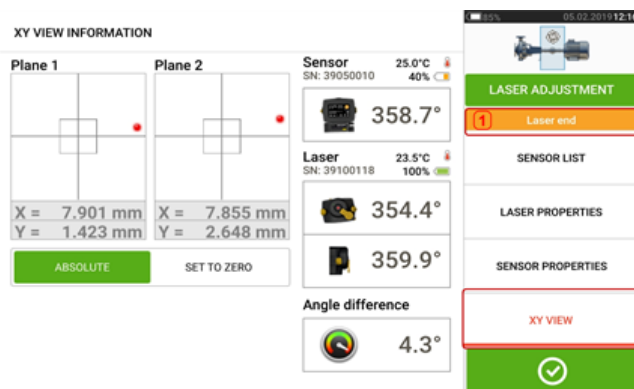 XY VIEW INFORMATION
Plane 1
Plane 2
X = 7.901 mm
Y = 1.423 mm
X = 7.855 mm
Y = 2.648 mm
ABSOLUTE
SET TO ZERO
Sensor 25.0°C
SN: 39050010 40%
358.7°
Laser 23.5°C
SN: 39100118 100%
354.4°
359.9°
Angle difference
4.3°
85% 05.02.2019 12:16
LASER ADJUSTMENT
1 Laser end
SENSOR LIST
LASER PROPERTIES
SENSOR PROPERTIES
XY VIEW